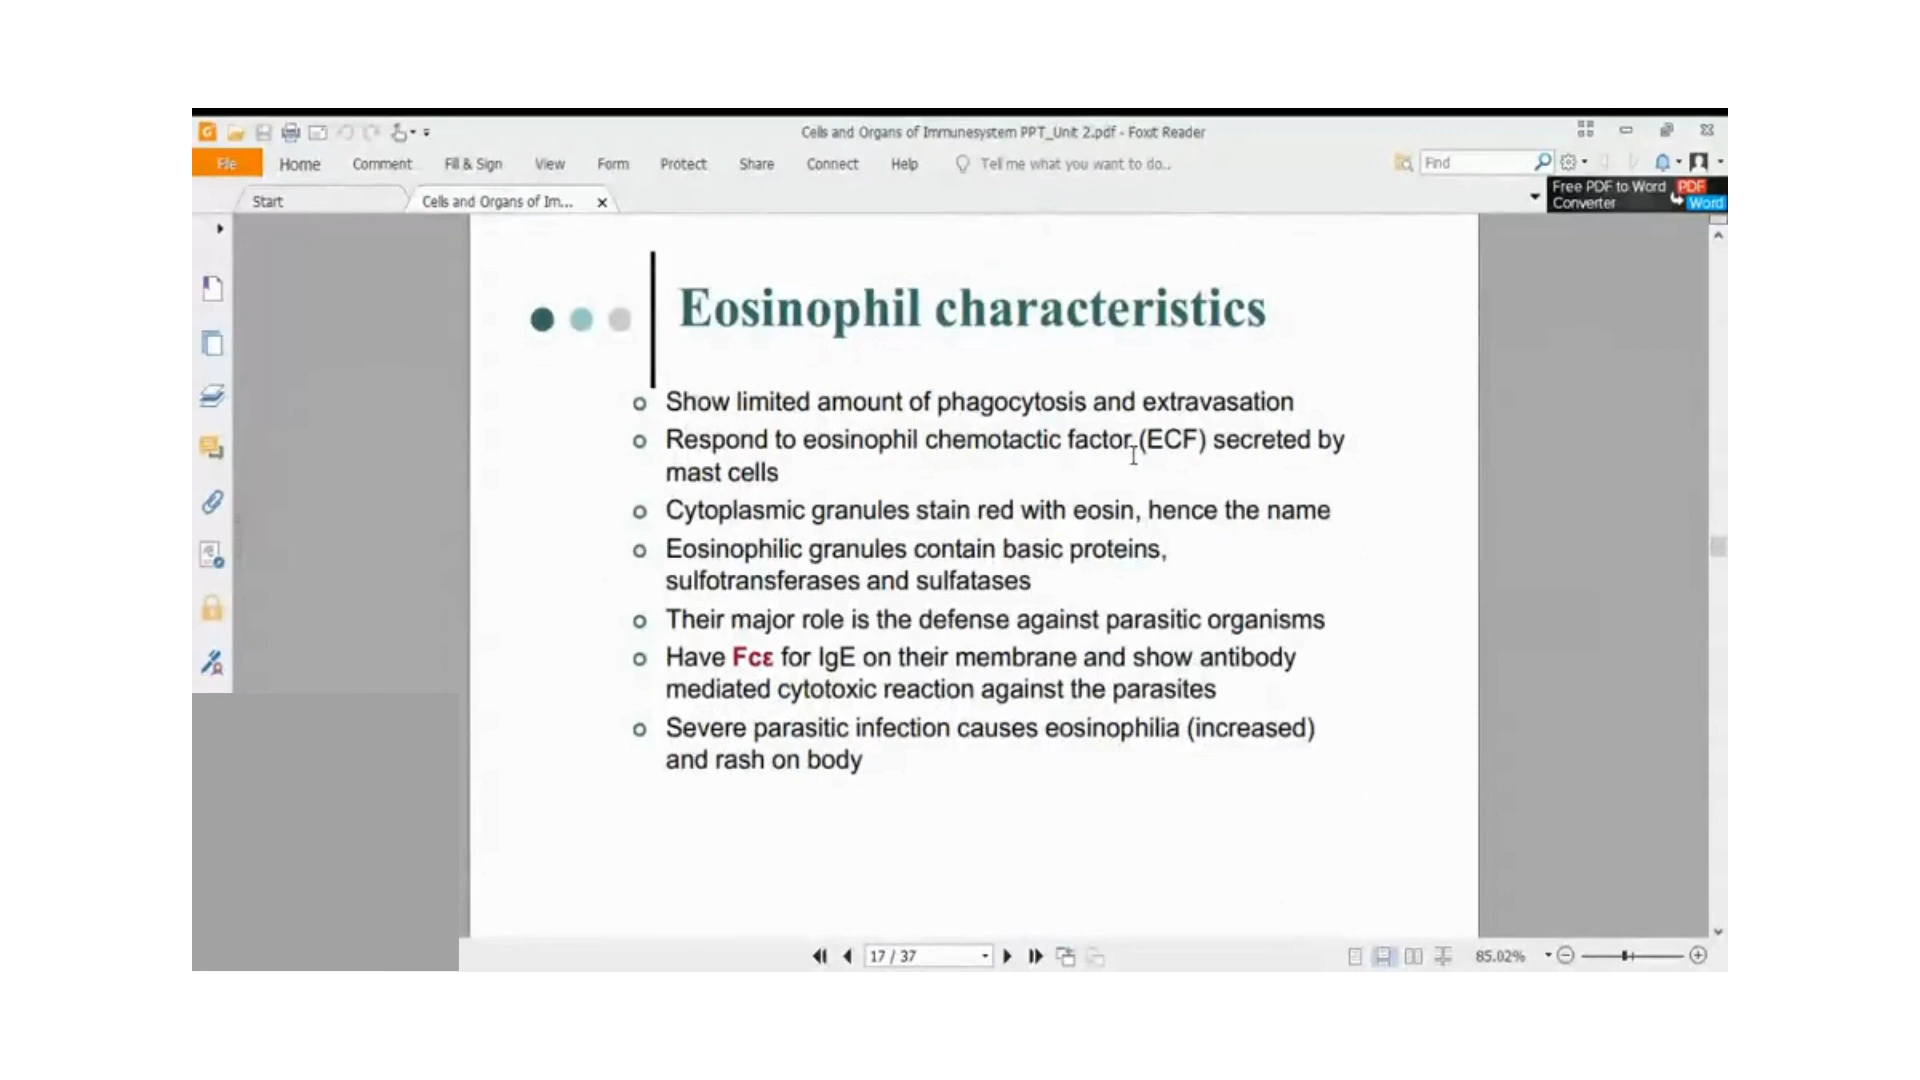 Cells and Organs of Immunesystem PPT_Unit 2.pdf - Foxit Reader
File Home Comment Fill & Sign View Form Protect Share Connect Help Tell me what you want to do.. Find
Start Cells and Organs of Im... Free PDF to Word PDF
Converter Word
Eosinophil characteristics
Show limited amount of phagocytosis and extravasation
Respond to eosinophil chemotactic factor (ECF) secreted by
mast cells
Cytoplasmic granules stain red with eosin, hence the name
Eosinophilic granules contain basic proteins,
sulfotransferases and sulfatases
Their major role is the defense against parasitic organisms
Have Fcε for IgE on their membrane and show antibody
mediated cytotoxic reaction against the parasites
Severe parasitic infection causes eosinophilia (increased)
and rash on body
17 / 37 85.02%